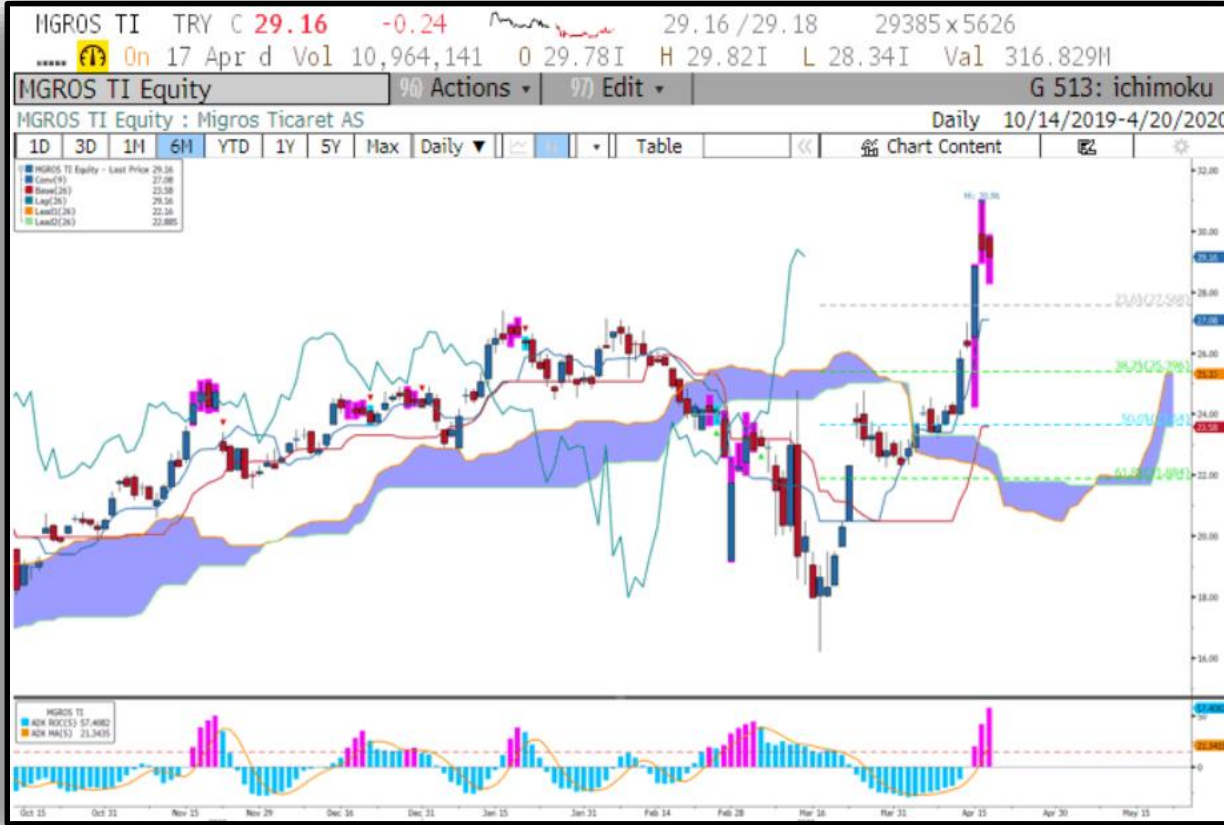 MGROS TI TRY C 29.16 -0.24 29.16/29.18 29385x5626
On 17 Apr d Vol 10,964,141 O 29.78I H 29.82I L 28.34I Val 316.829M
MGROS TI Equity 96) Actions 97) Edit G 513: ichimoku
MGROS TI Equity : Migros Ticaret AS Daily 10/14/2019-4/20/2020
1D 3D 1M 6M YTD 1Y 5Y Max Daily ▼ Table Chart Content
MGROS TI Equity - Last Price 29.16
Conv(9) 27.08
Base(26) 23.58
Lag(26) 29.16
Lead1(26) 22.16
Lead2(26) 22.885
32.00
30.00
29.16
28.00
27.08
26.00
24.00
23.58
22.00
20.00
18.00
16.00
MGROS TI
ADX ROC(5) 57.4082
ADX MA(5) 21.3435
0
Oct 15 Oct 31 Nov 15 Nov 29 Dec 16 Dec 31 Jan 15 Jan 31 Feb 14 Feb 28 Mar 16 Mar 31 Apr 15 Apr 30 May 15